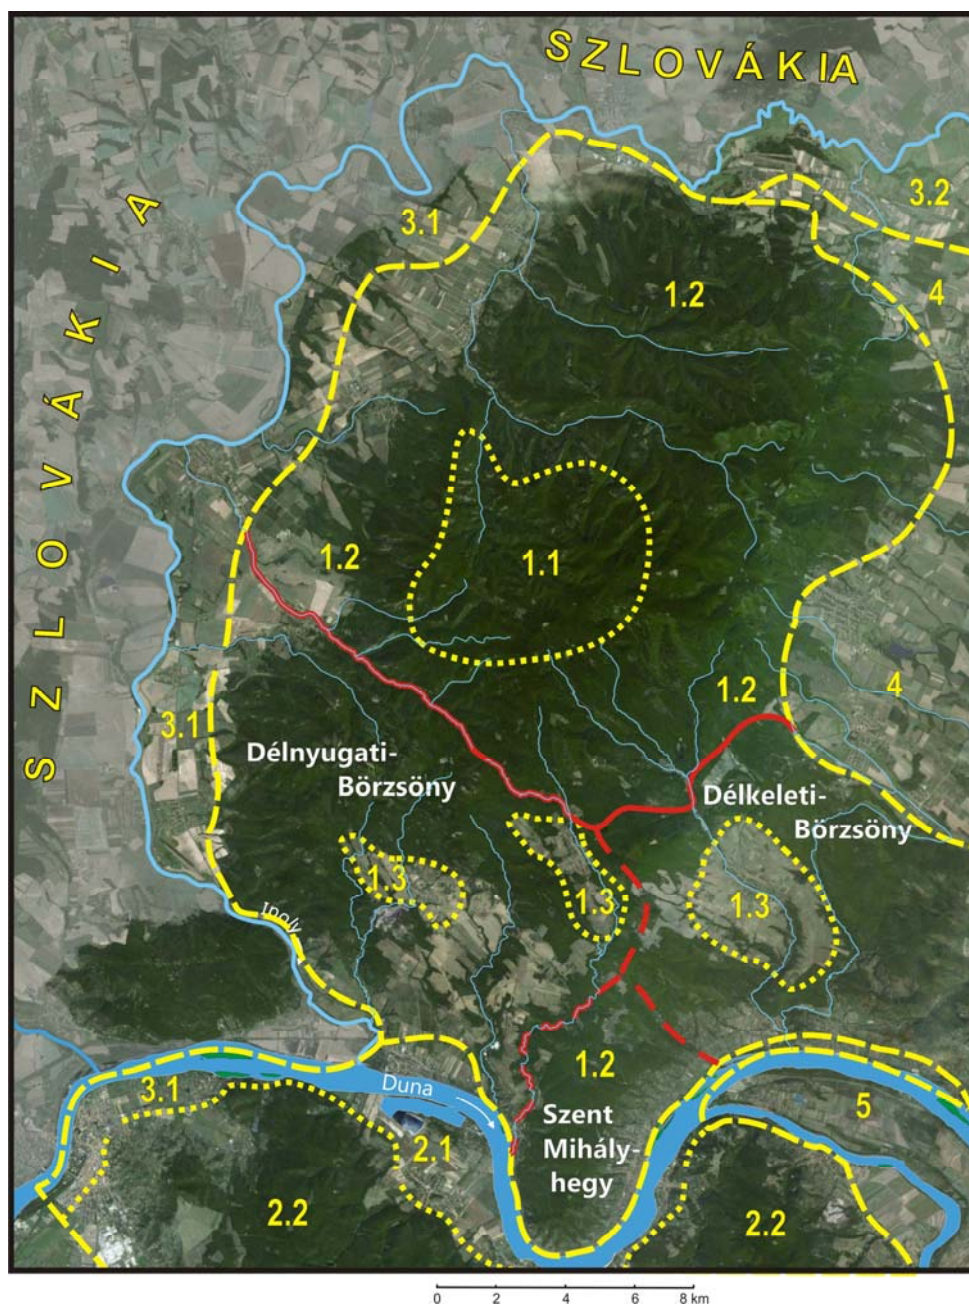 SZLOVÁKIA
SZLOVÁKIA
3.1
3.2
1.2
4
1.2
1.1
1.2
4
3.1
Délnyugati-
Börzsöny
Délkeleti-
Börzsöny
1.3
1.3
1.3
Ipoly
1.2
3.1
Duna
5
Szent
Mihály-
hegy
2.1
2.2
2.2
0 2 4 6 8 km